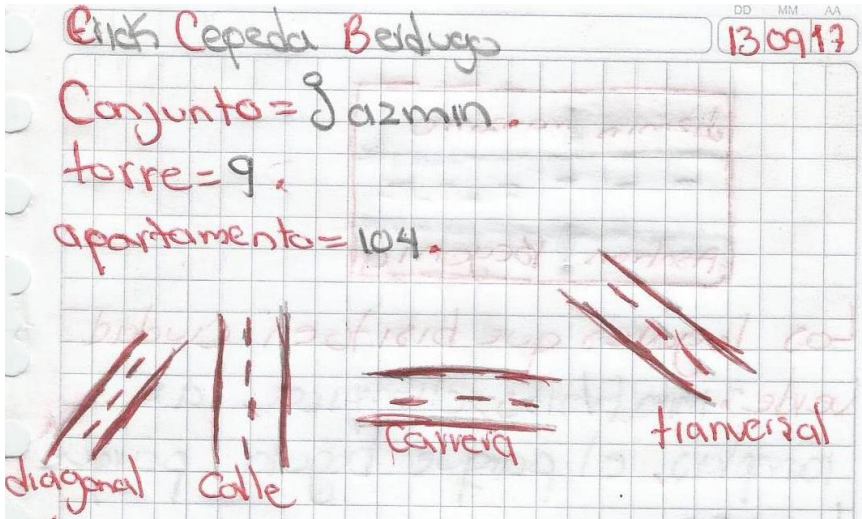 DD MM AA
Erick Cepeda Berdugo 13 09 17
Conjunto = Jazmin.
torre = 9.
apartamento = 104.
diagonal calle carrera tranversal